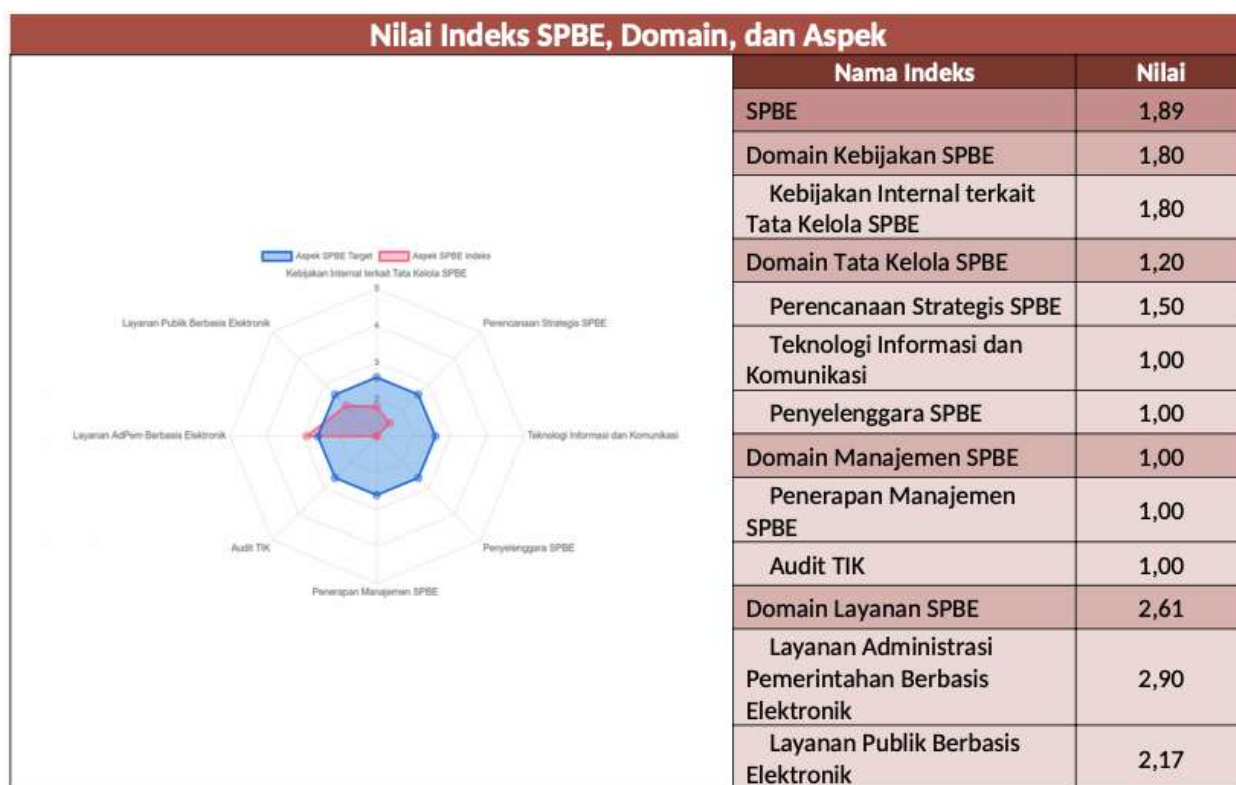 Nilai Indeks SPBE, Domain, dan Aspek
Aspek SPBE Target Aspek SPBE Indeks
Kebijakan Internal terkait Tata Kelola SPBE
5
Layanan Publik Berbasis Elektronik
Perencanaan Strategis SPBE
4
3
2
Layanan AdPem Berbasis Elektronik
Teknologi Informasi dan Komunikasi
Audit TIK
Penyelenggara SPBE
Penerapan Manajemen SPBE
Nama Indeks Nilai
SPBE 1,89
Domain Kebijakan SPBE 1,80
Kebijakan Internal terkait
Tata Kelola SPBE 1,80
Domain Tata Kelola SPBE 1,20
Perencanaan Strategis SPBE 1,50
Teknologi Informasi dan
Komunikasi 1,00
Penyelenggara SPBE 1,00
Domain Manajemen SPBE 1,00
Penerapan Manajemen
SPBE 1,00
Audit TIK 1,00
Domain Layanan SPBE 2,61
Layanan Administrasi
Pemerintahan Berbasis 2,90
Elektronik
Layanan Publik Berbasis
Elektronik 2,17